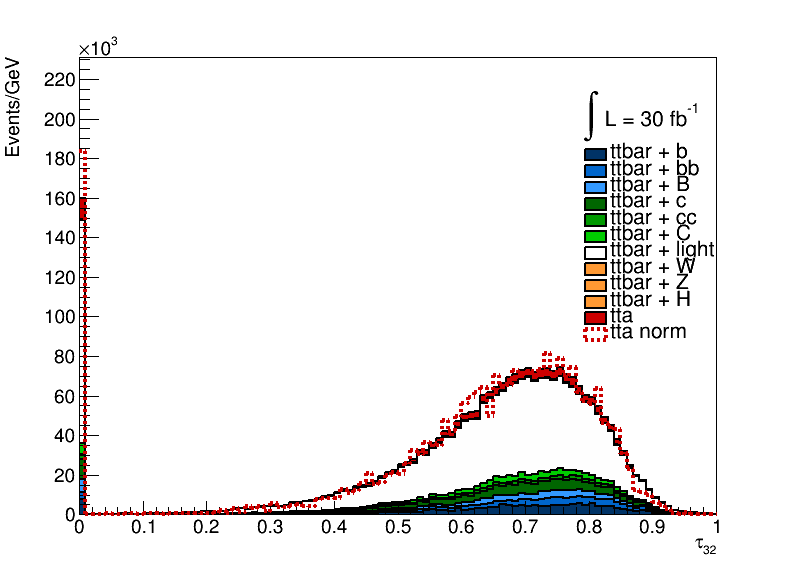 ×10³
Events/GeV
220
200
180
160
140
120
100
80
60
40
20
0
∫ L = 30 fb⁻¹
ttbar + b
ttbar + bb
ttbar + B
ttbar + c
ttbar + cc
ttbar + C
ttbar + light
ttbar + W
ttbar + Z
ttbar + H
tta
tta norm
0 0.1 0.2 0.3 0.4 0.5 0.6 0.7 0.8 0.9 1
τ₃₂